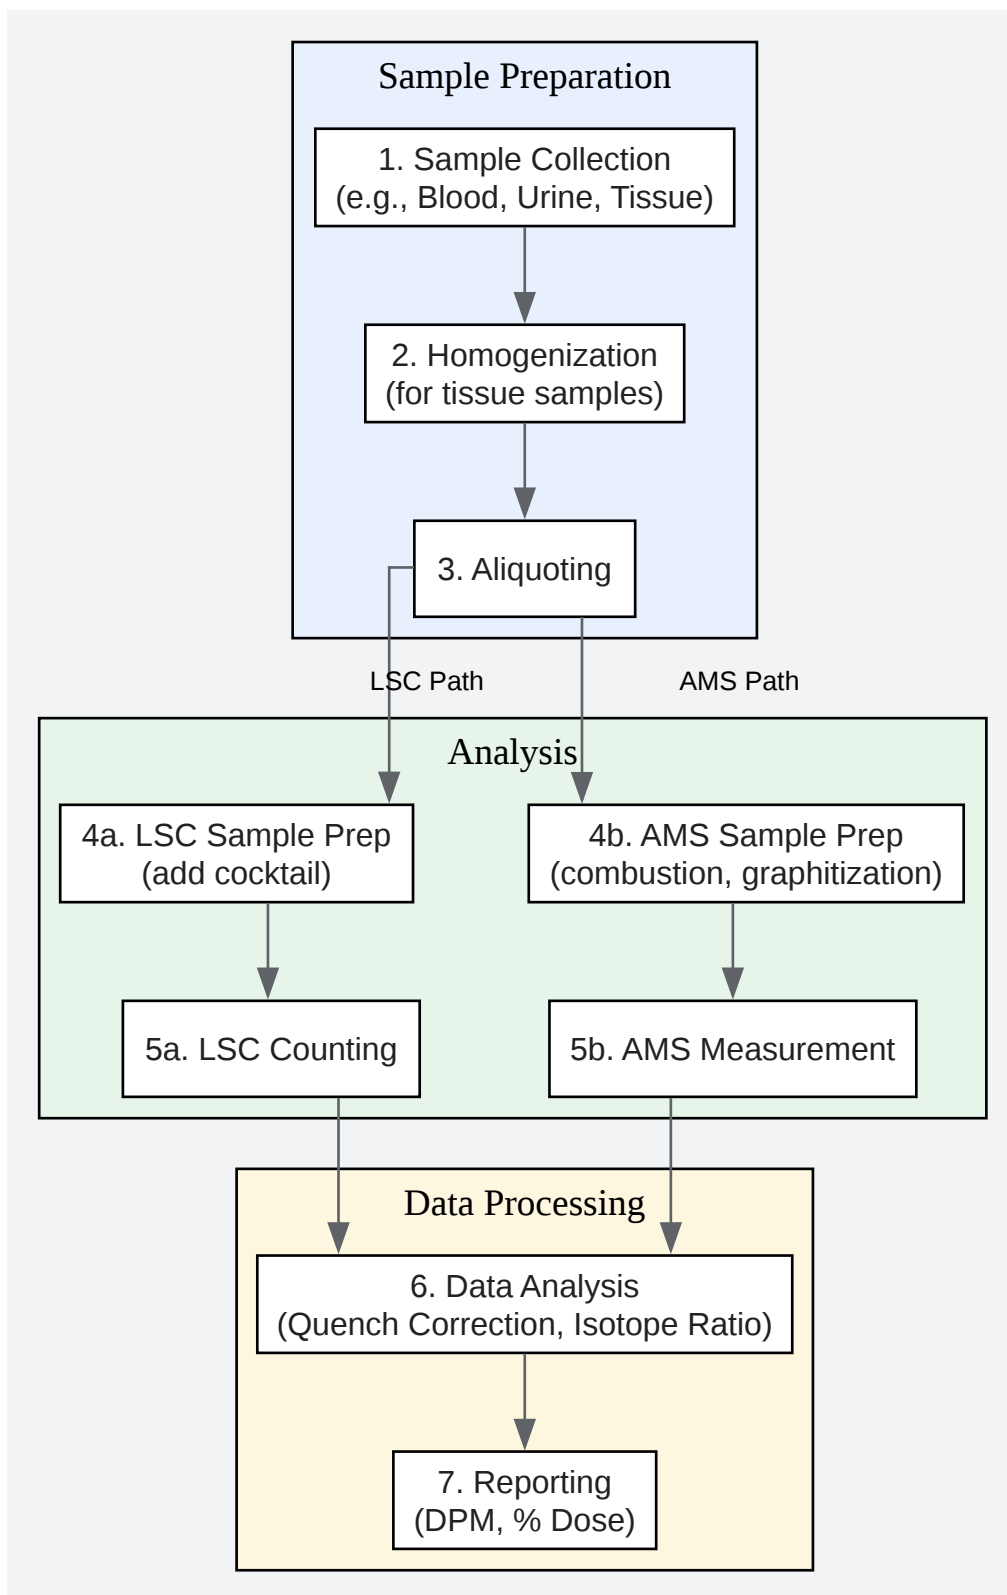 Sample Preparation
1. Sample Collection
(e.g., Blood, Urine, Tissue)
2. Homogenization
(for tissue samples)
3. Aliquoting
LSC Path
AMS Path
Analysis
4a. LSC Sample Prep
(add cocktail)
4b. AMS Sample Prep
(combustion, graphitization)
5a. LSC Counting
5b. AMS Measurement
Data Processing
6. Data Analysis
(Quench Correction, Isotope Ratio)
7. Reporting
(DPM, % Dose)